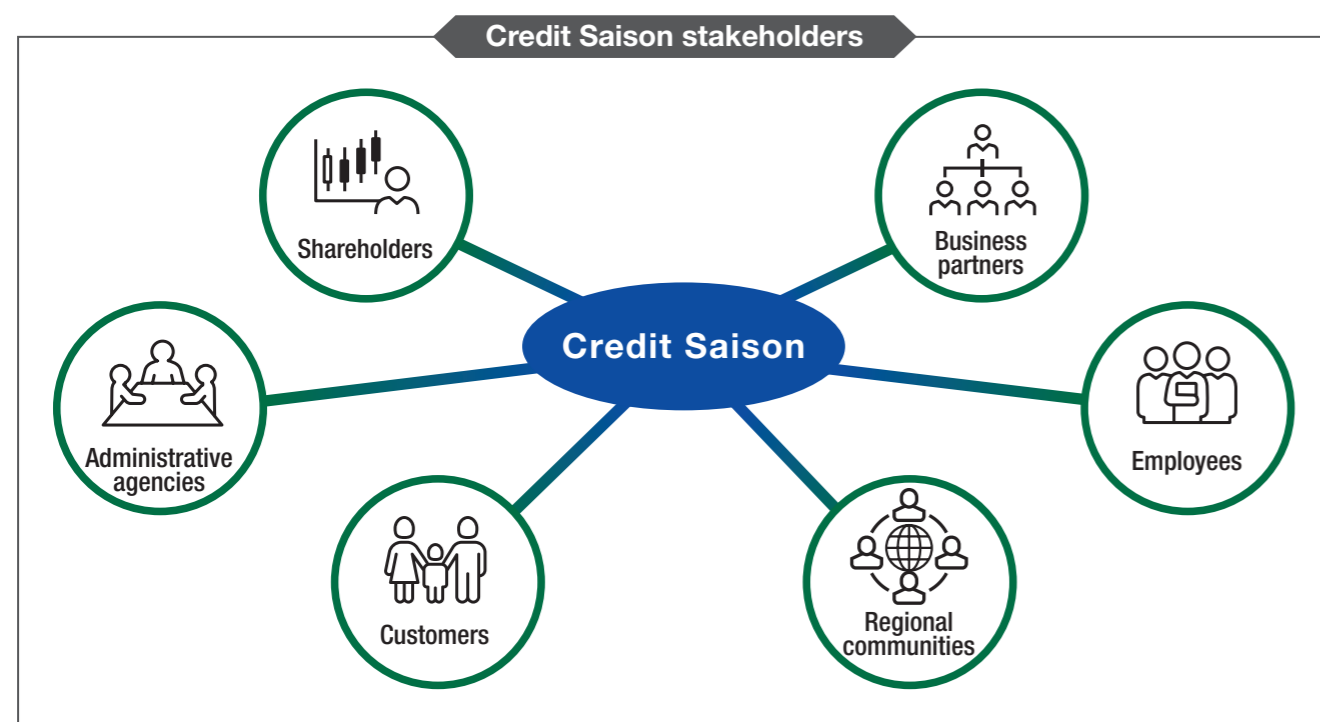 Credit Saison stakeholders
Shareholders
Business
partners
Credit Saison
Administrative
agencies
Employees
Customers
Regional
communities